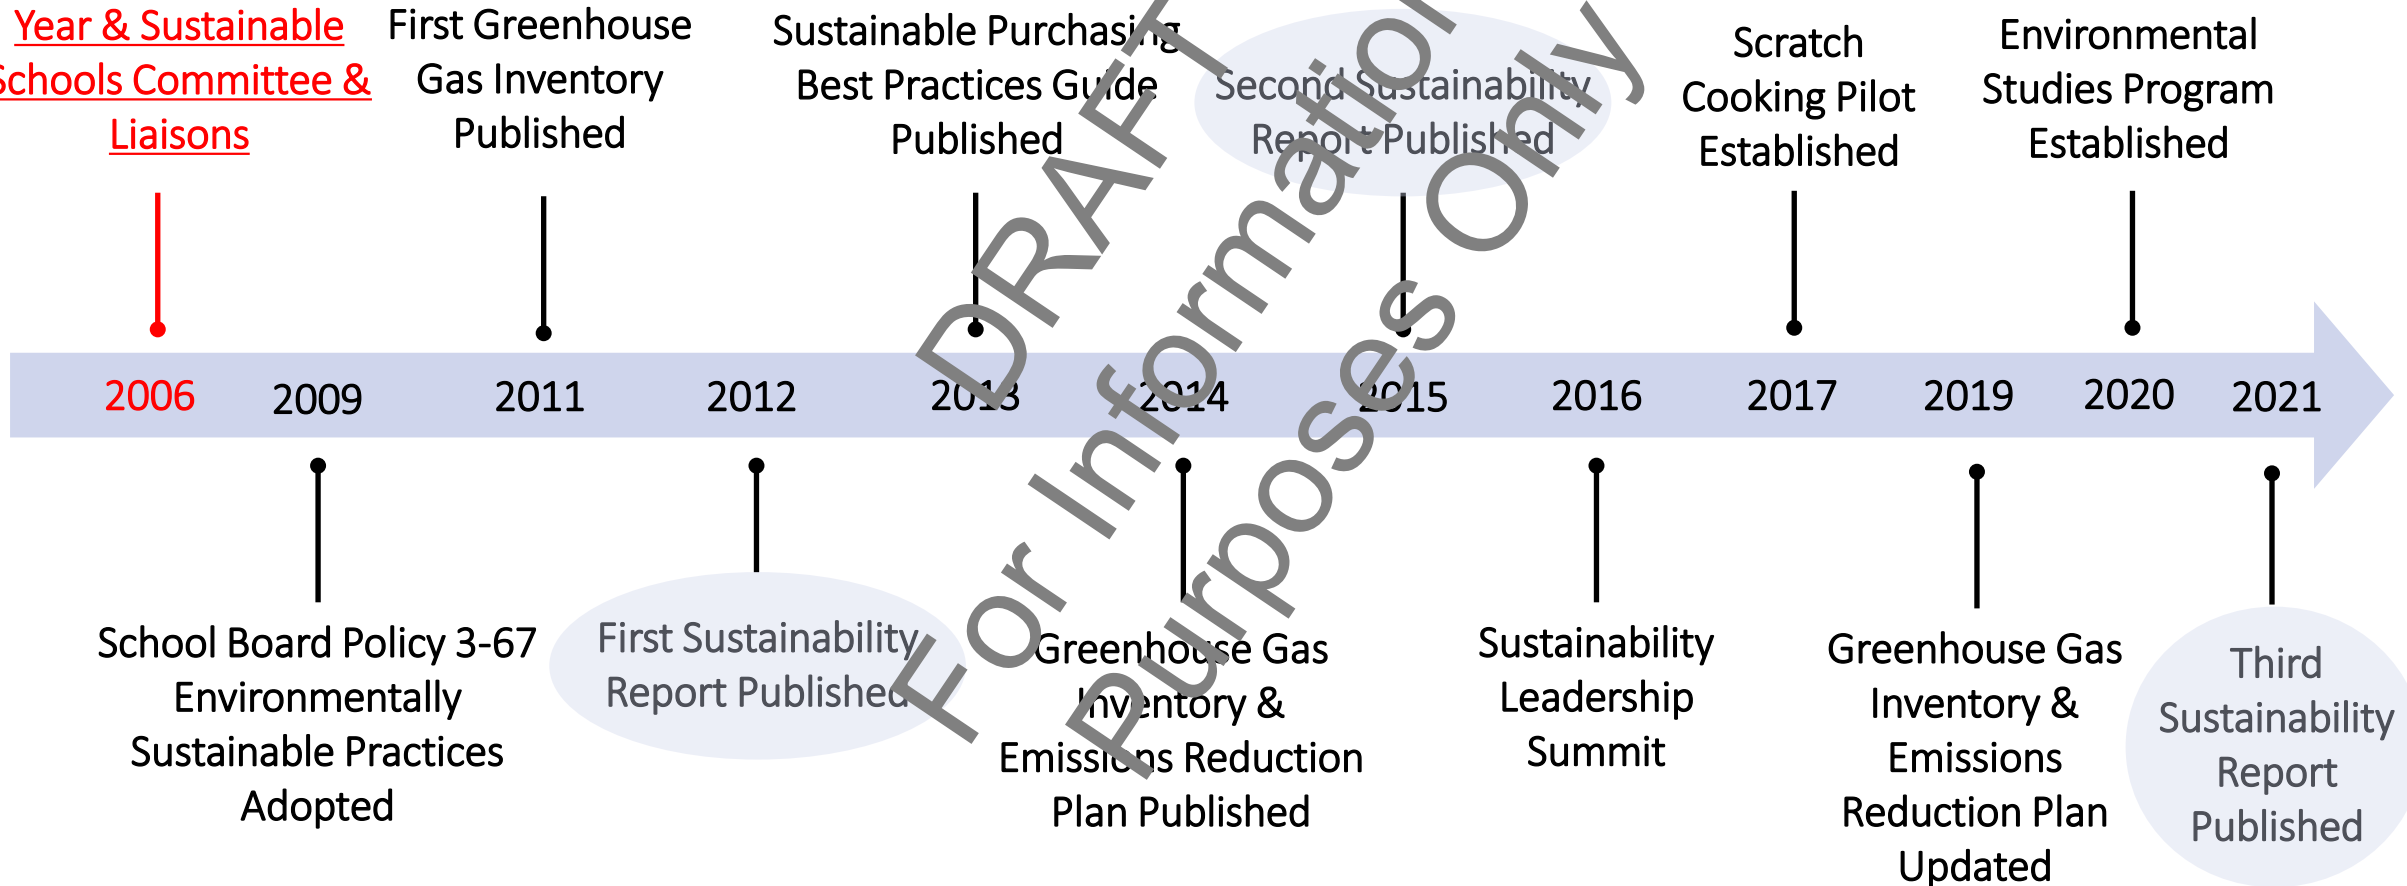 Year & Sustainable
Schools Committee &
Liaisons
First Greenhouse
Gas Inventory
Published
Sustainable Purchasing
Best Practices Guide
Published
Second Sustainability
Report Published
Scratch
Cooking Pilot
Established
Environmental
Studies Program
Established
2006
2009
2011
2012
2013
2014
2015
2016
2017
2019
2020
2021
School Board Policy 3-67
Environmentally
Sustainable Practices
Adopted
First Sustainability
Report Published
Greenhouse Gas
Inventory &
Emissions Reduction
Plan Published
Sustainability
Leadership
Summit
Greenhouse Gas
Inventory &
Emissions
Reduction Plan
Updated
Third
Sustainability
Report
Published
DRAFT
For Information
Purposes Only